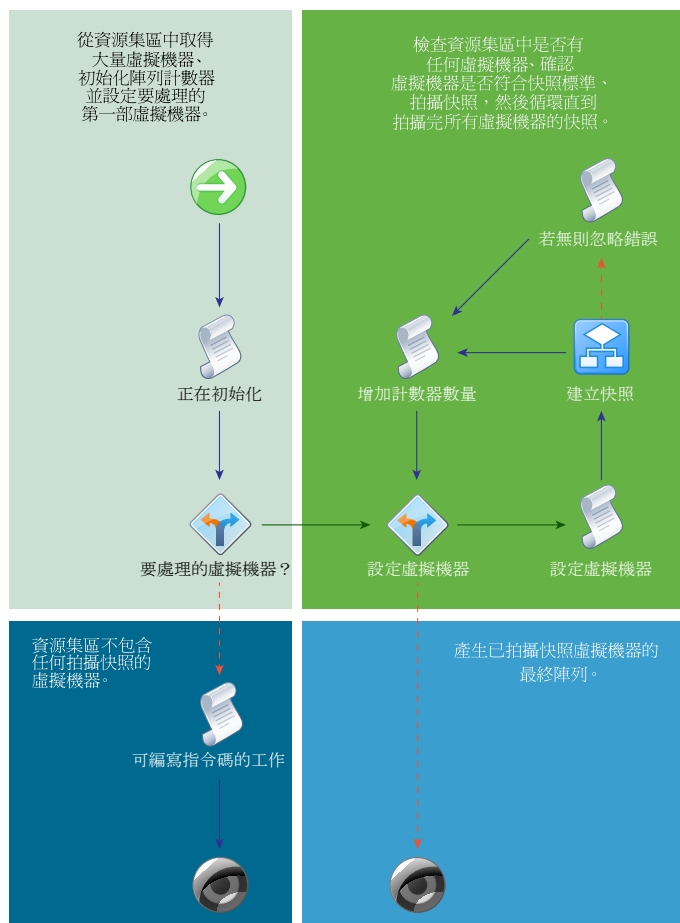 從資源集區中取得
大量虛擬機器、
初始化陣列計數器
並設定要處理的
第一部虛擬機器。
檢查資源集區中是否有
任何虛擬機器、確認
虛擬機器是否符合快照標準、
拍攝快照，然後循環直到
拍攝完所有虛擬機器的快照。
若無則忽略錯誤
正在初始化
增加計數器數量
建立快照
要處理的虛擬機器？
設定虛擬機器
設定虛擬機器
資源集區不包含
任何拍攝快照的
虛擬機器。
產生已拍攝快照虛擬機器的
最終陣列。
可編寫指令碼的工作